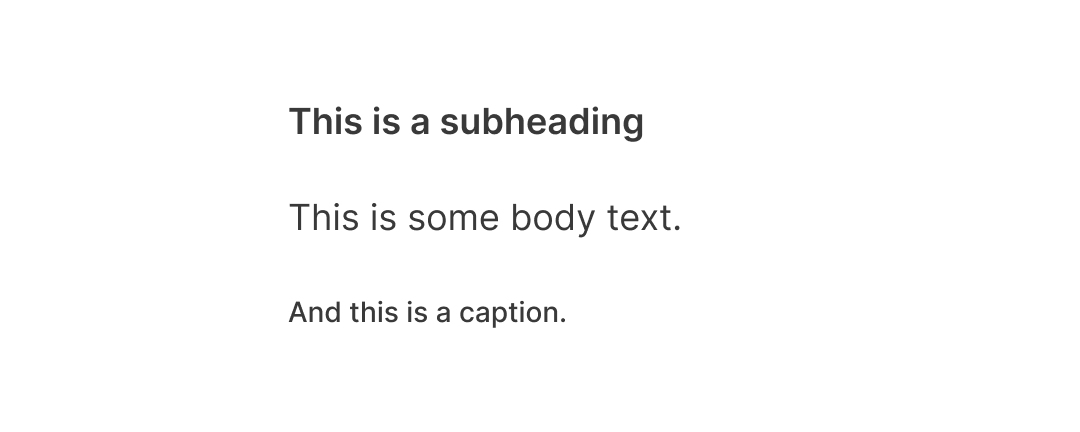 This is a subheading
This is some body text.
And this is a caption.